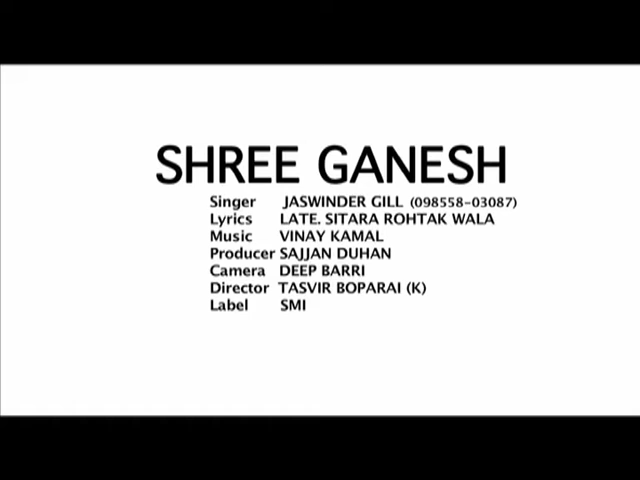 SHREE GANESH
Singer JASWINDER GILL (098558-03087)
Lyrics LATE. SITARA ROHTAK WALA
Music VINAY KAMAL
Producer SAJJAN DUHAN
Camera DEEP BARRI
Director TASVIR BOPARAI (K)
Label SMI